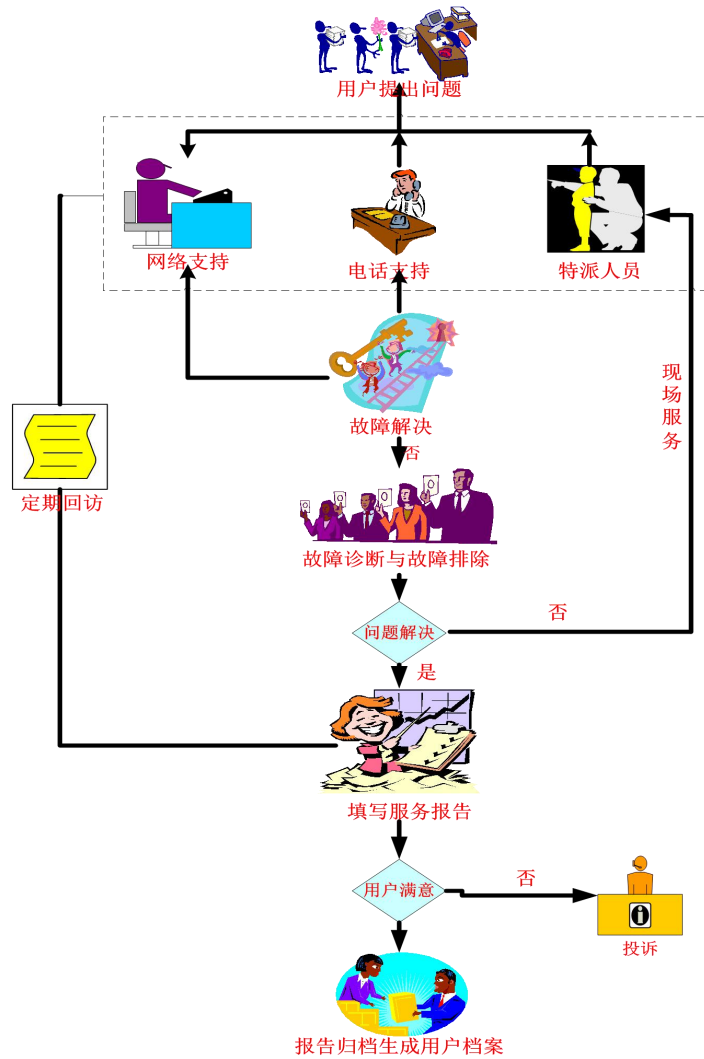 用户提出问题
网络支持
电话支持
特派人员
故障解决
现场服务
否
定期回访
故障诊断与故障排除
否
问题解决
是
填写服务报告
用户满意
否
投诉
报告归档生成用户档案